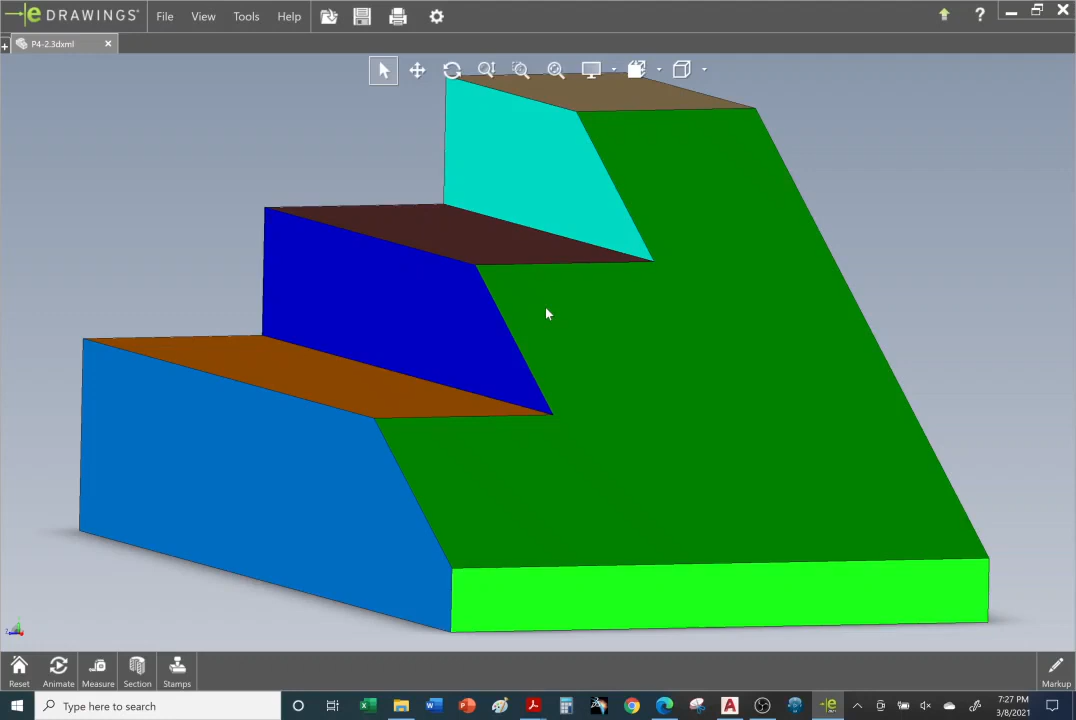 eDRAWINGS® File View Tools Help
P4-2.3dxml
Reset Animate Measure Section Stamps Markup
Type here to search
7:27 PM
3/8/2021